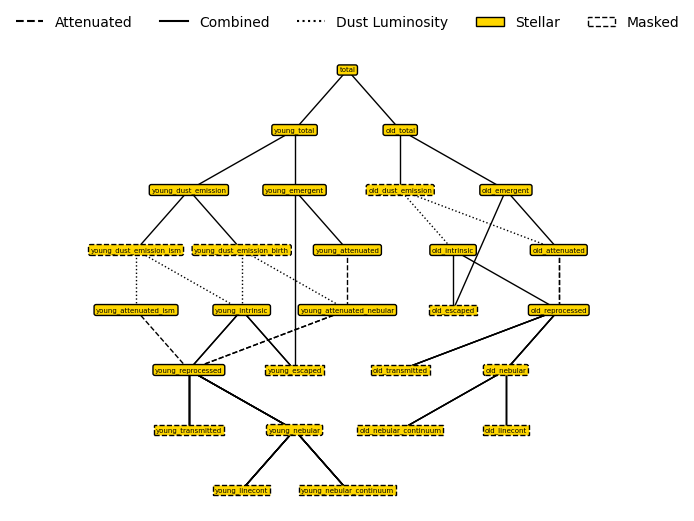 Attenuated Combined Dust Luminosity Stellar Masked
total
young_total old_total
young_dust_emission young_emergent old_dust_emission old_emergent
young_dust_emission_ism young_dust_emission_birth young_attenuated old_intrinsic old_attenuated
young_attenuated_ism young_intrinsic young_attenuated_nebular old_escaped old_reprocessed
young_reprocessed young_escaped old_transmitted old_nebular
young_transmitted young_nebular old_nebular_continuum old_linecont
young_linecont young_nebular_continuum